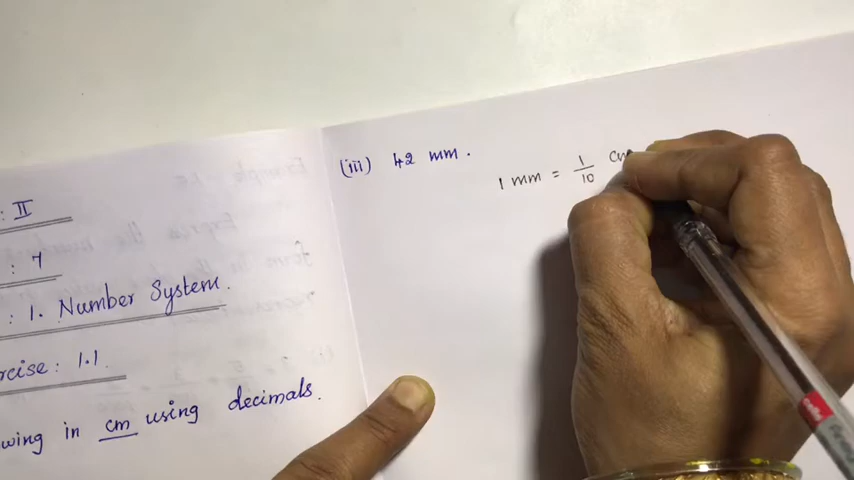 : II
: 7
: 1. Number System.
ercise : 1.1
wing in cm using decimals.
(iii) 42 mm.
1 mm = 1/10 cm